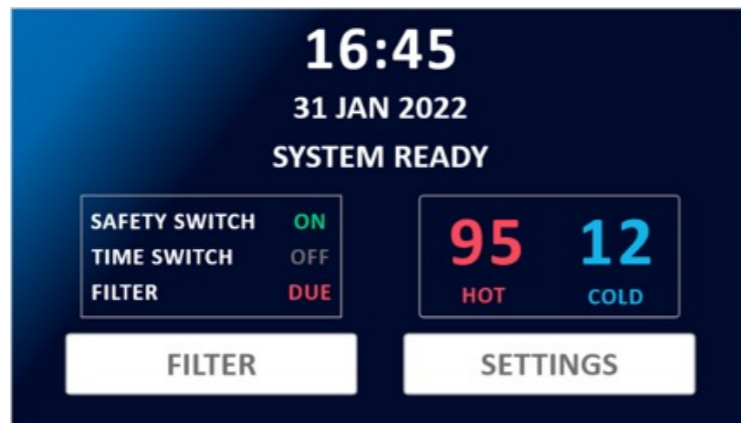 16:45
31 JAN 2022
SYSTEM READY
SAFETY SWITCH ON
TIME SWITCH OFF
FILTER DUE
95 12
HOT COLD
FILTER
SETTINGS